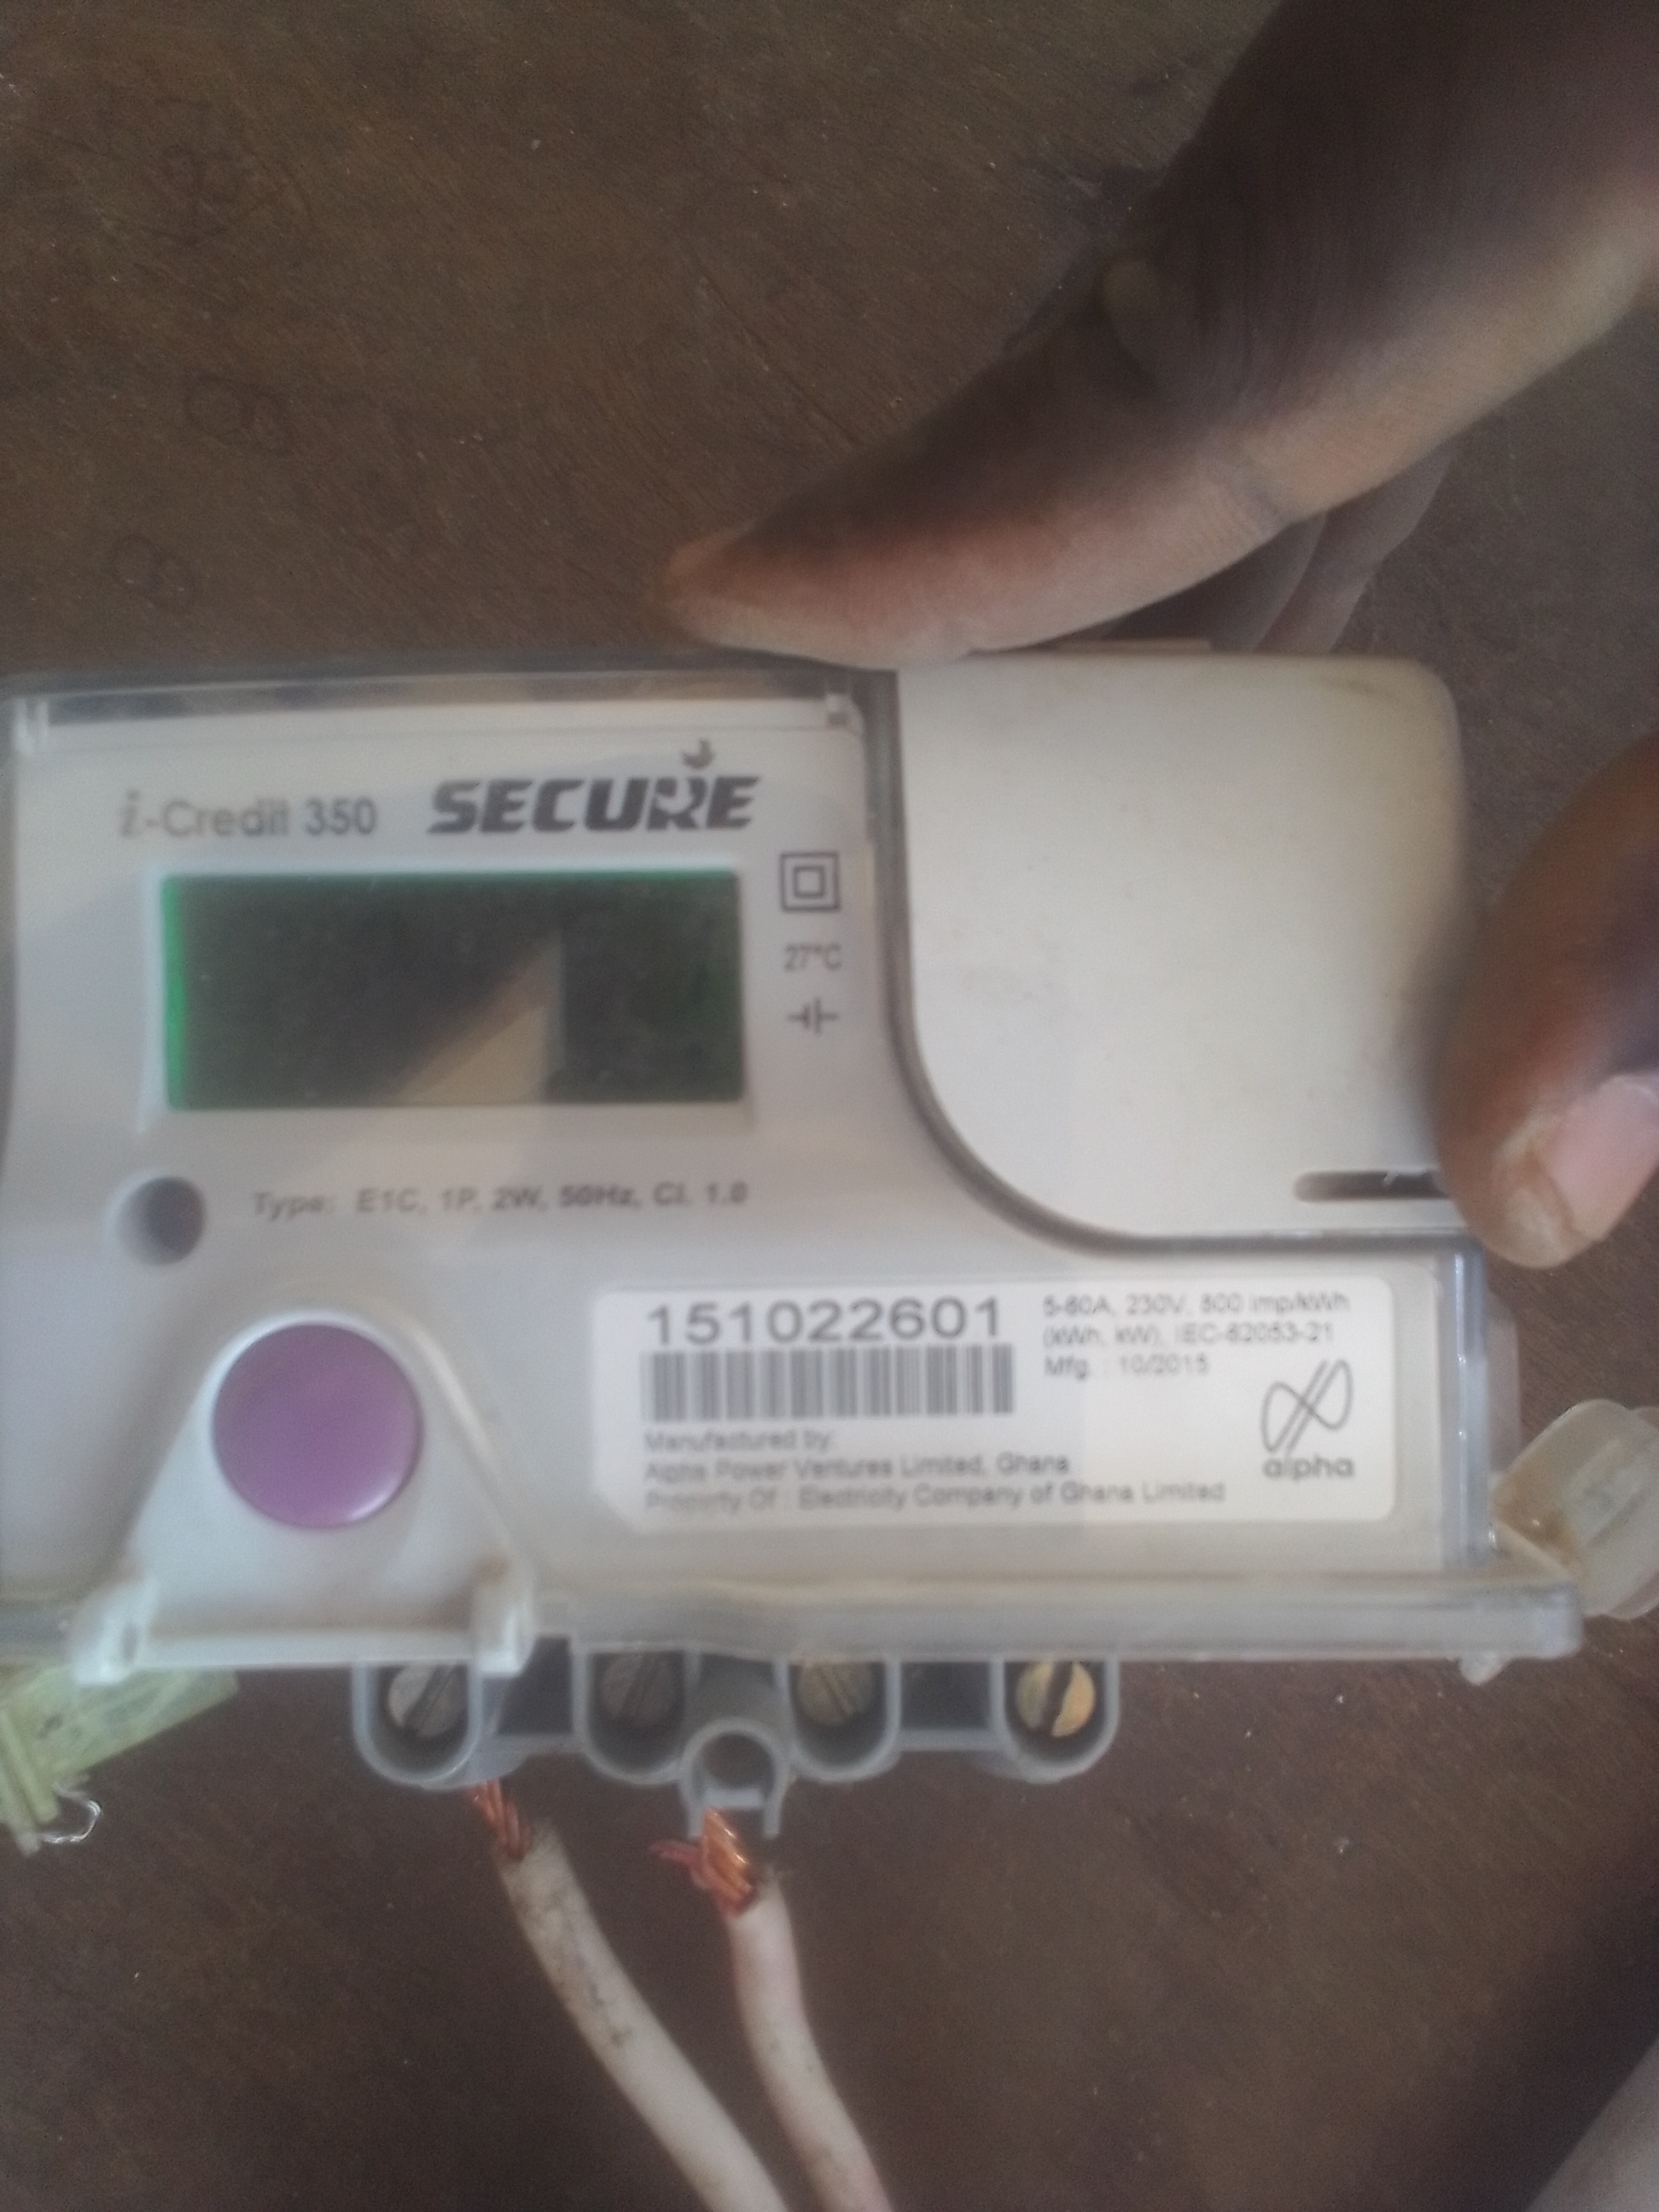 i-Credit 350 SECURE
27°C
Type: E1C, 1P, 2W, 50Hz, Cl. 1.0
151022601
5-60A, 230V, 800 imp/kWh
(kWh, kW), IEC-62053-21
Mfg. : 10/2015
Manufactured by:
Alpha Power Ventures Limited, Ghana
Property Of : Electricity Company of Ghana Limited
alpha